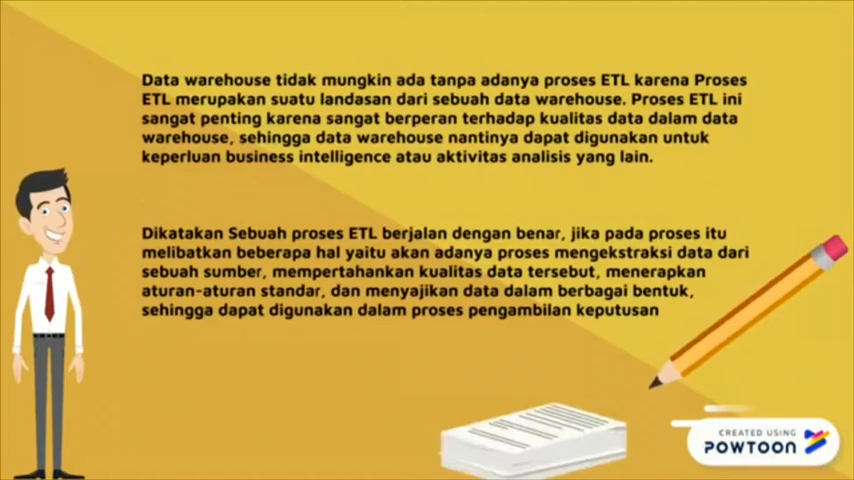 Data warehouse tidak mungkin ada tanpa adanya proses ETL karena Proses
ETL merupakan suatu landasan dari sebuah data warehouse. Proses ETL ini
sangat penting karena sangat berperan terhadap kualitas data dalam data
warehouse, sehingga data warehouse nantinya dapat digunakan untuk
keperluan business intelligence atau aktivitas analisis yang lain.
Dikatakan Sebuah proses ETL berjalan dengan benar, jika pada proses itu
melibatkan beberapa hal yaitu akan adanya proses mengekstraksi data dari
sebuah sumber, mempertahankan kualitas data tersebut, menerapkan
aturan-aturan standar, dan menyajikan data dalam berbagai bentuk,
sehingga dapat digunakan dalam proses pengambilan keputusan
CREATED USING
POWTOON